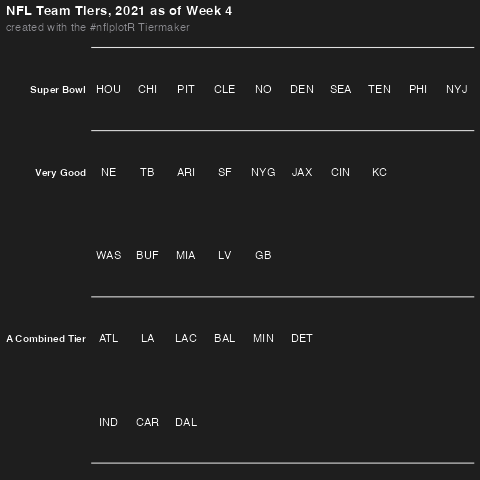 NFL Team Tiers, 2021 as of Week 4
created with the #nflplotR Tiermaker
Super Bowl HOU CHI PIT CLE NO DEN SEA TEN PHI NYJ
Very Good NE TB ARI SF NYG JAX CIN KC
WAS BUF MIA LV GB
A Combined Tier ATL LA LAC BAL MIN DET
IND CAR DAL